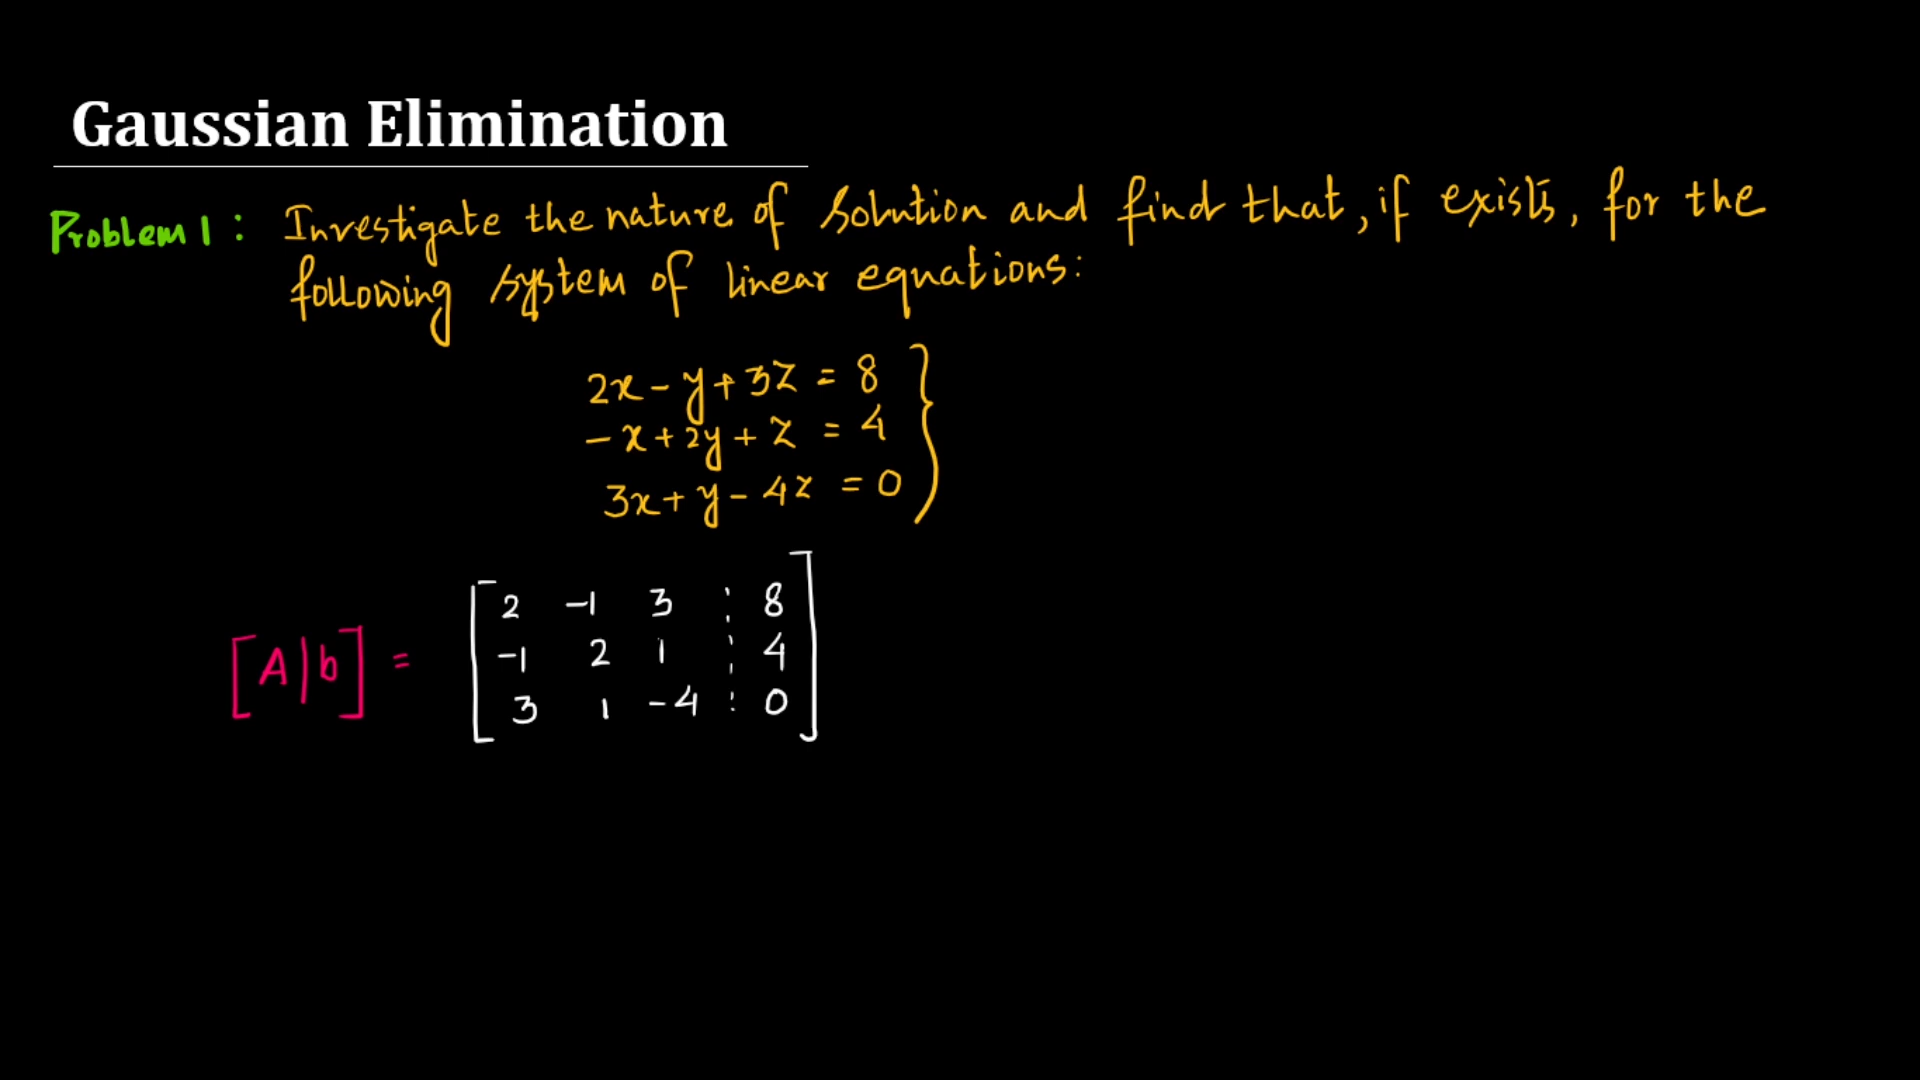 Gaussian Elimination
Problem 1: Investigate the nature of solution and find that, if exists, for the
following system of linear equations:
2x - y + 3z = 8
- x + 2y + z = 4
3x + y - 4z = 0
2 -1 3 : 8
[A|b] = -1 2 1 : 4
3 1 -4 : 0